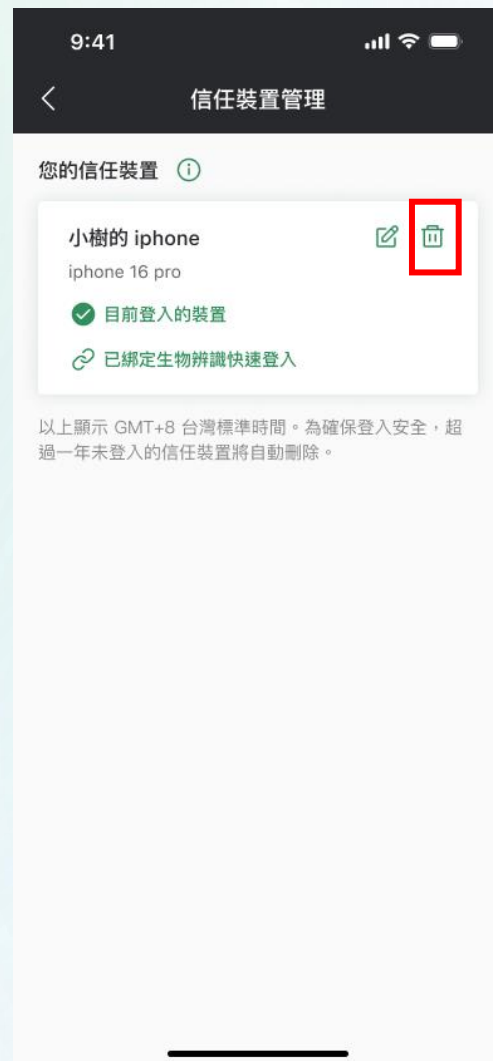 9:41
信任裝置管理
您的信任裝置
小樹的 iphone
iphone 16 pro
目前登入的裝置
已綁定生物辨識快速登入
以上顯示 GMT+8 台灣標準時間。為確保登入安全，超
過一年未登入的信任裝置將自動刪除。